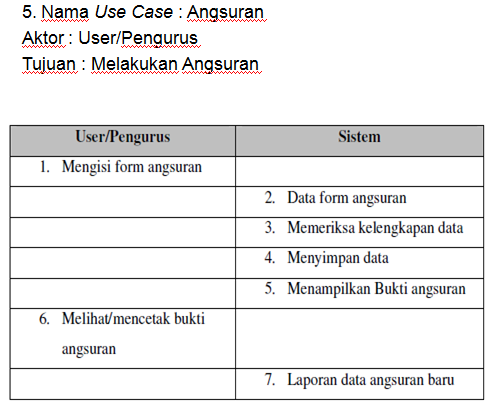 5. Nama Use Case : Angsuran
Aktor : User/Pengurus
Tujuan : Melakukan Angsuran
User/Pengurus Sistem
1. Mengisi form angsuran
2. Data form angsuran
3. Memeriksa kelengkapan data
4. Menyimpan data
5. Menampilkan Bukti angsuran
6. Melihat/mencetak bukti
angsuran
7. Laporan data angsuran baru